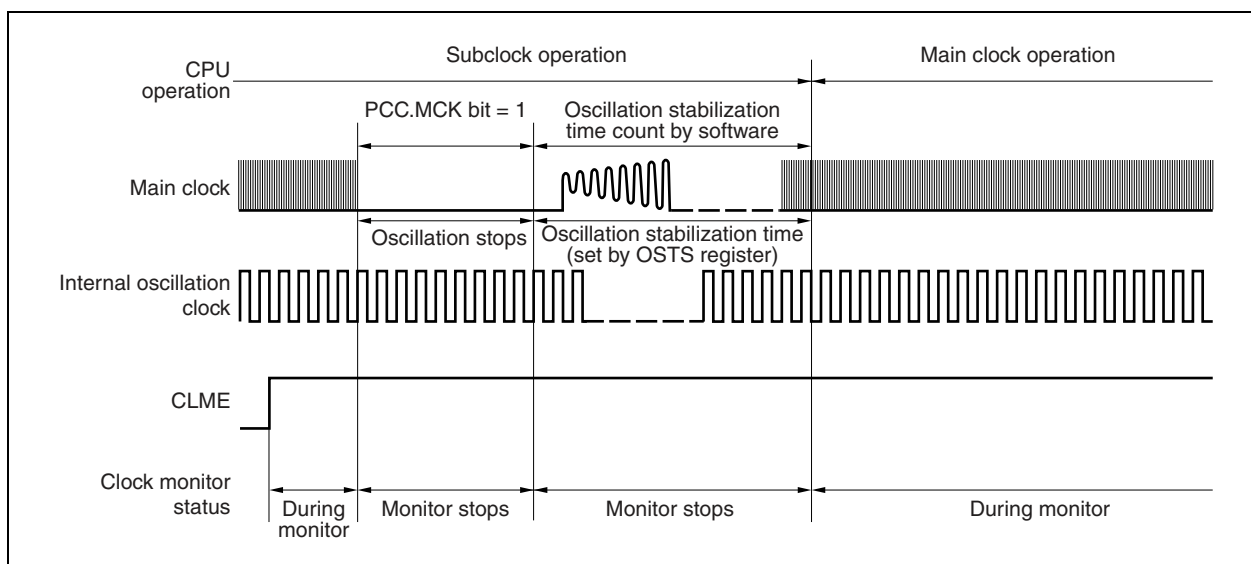 Subclock operation
Main clock operation
CPU
operation
PCC.MCK bit = 1
Oscillation stabilization
time count by software
Main clock
Oscillation stops
Oscillation stabilization time
(set by OSTS register)
Internal oscillation
clock
CLME
Clock monitor
status
During
monitor
Monitor stops
Monitor stops
During monitor